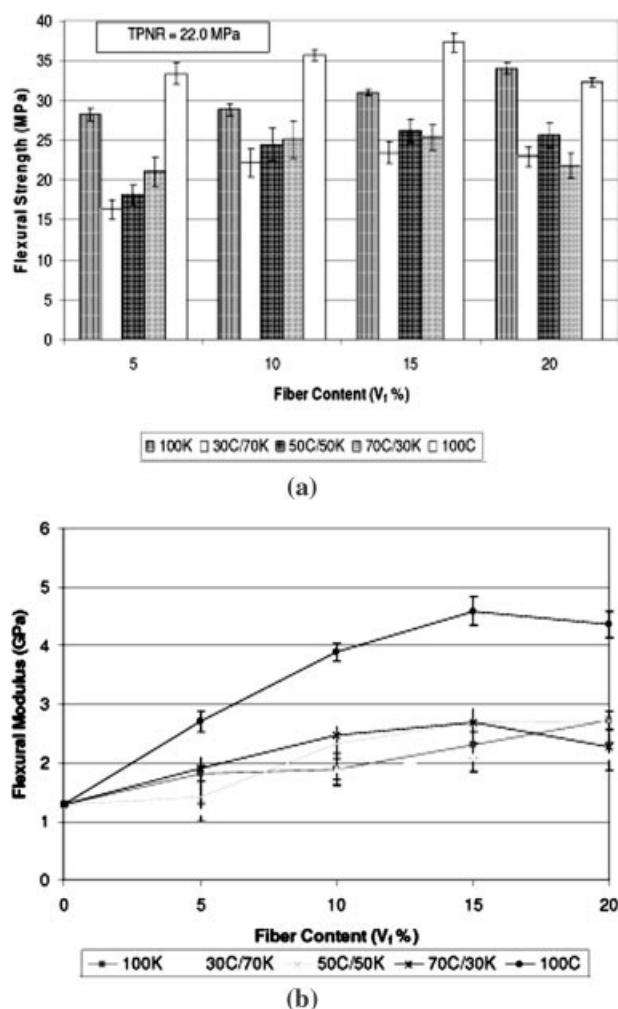 40
TPNR = 22.0 MPa
35
30
25
20
15
10
5
0
Flexural Strength (MPa)
5 10 15 20
Fiber Content (Vf %)
100K 30C/70K 50C/50K 70C/30K 100C
(a)
6
5
4
3
2
1
0
Flexural Modulus (GPa)
0 5 10 15 20
Fiber Content (Vf %)
100K 30C/70K 50C/50K 70C/30K 100C
(b)